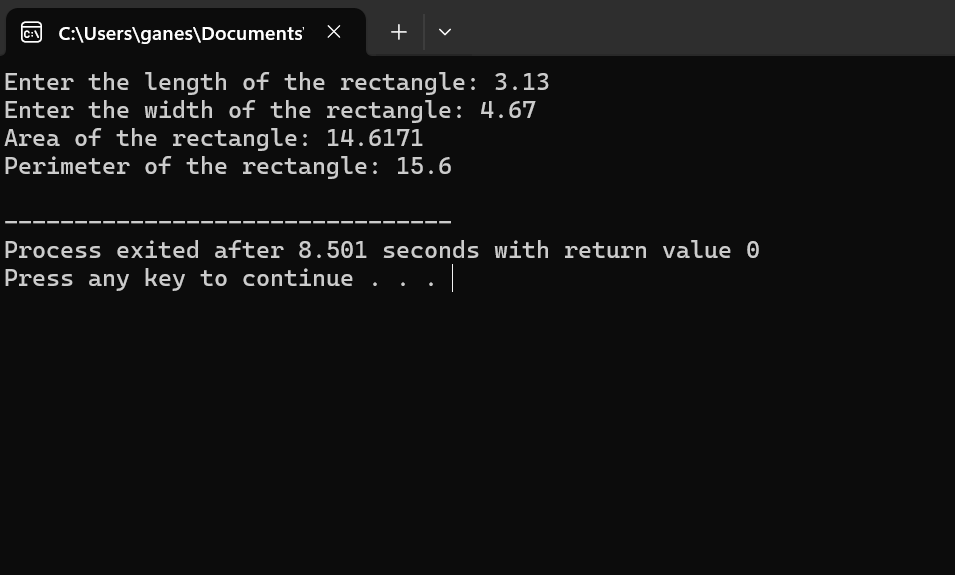 C:\Users\ganes\Documents'
Enter the length of the rectangle: 3.13
Enter the width of the rectangle: 4.67
Area of the rectangle: 14.6171
Perimeter of the rectangle: 15.6
--------------------------------
Process exited after 8.501 seconds with return value 0
Press any key to continue . . .